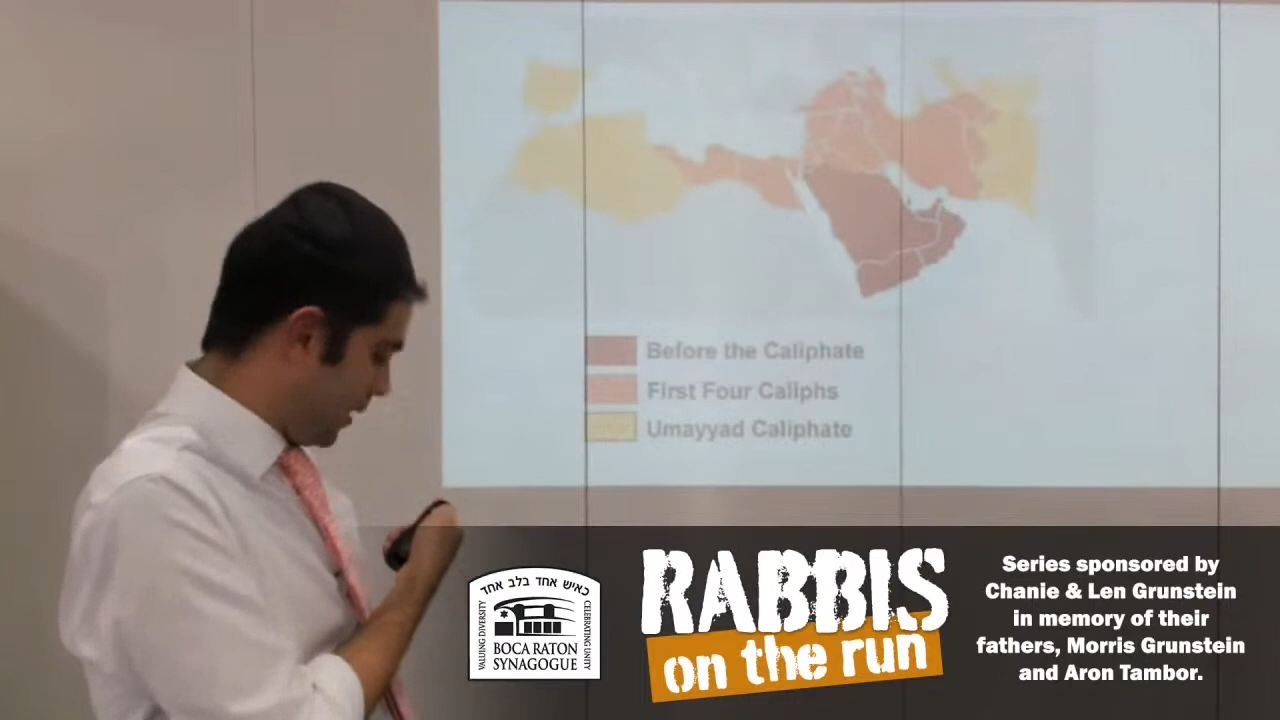 Before the Caliphate
First Four Caliphs
Umayyad Caliphate
כאיש אחד בלב אחד
VALUING DIVERSITY
CELEBRATING UNITY
BOCA RATON
SYNAGOGUE
RABBIS
on the run
Series sponsored by
Chanie & Len Grunstein
in memory of their
fathers, Morris Grunstein
and Aron Tambor.